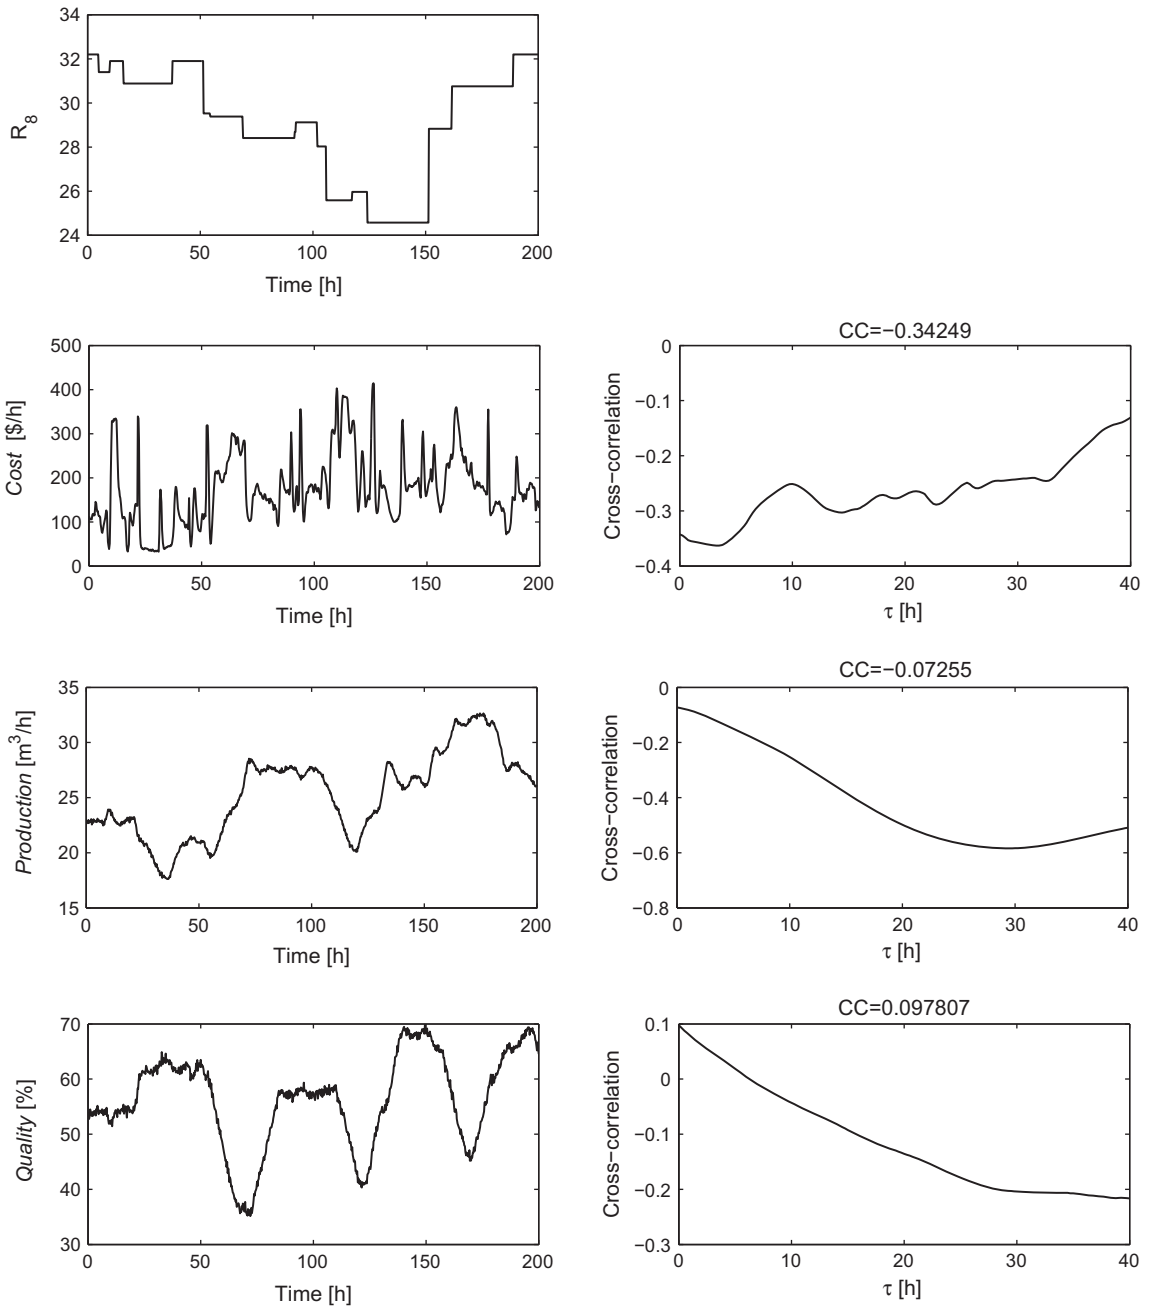 34
32
30
28
26
24
R8
0 50 100 150 200
Time [h]
500
400
300
200
100
0
Cost [$/h]
0 50 100 150 200
Time [h]
CC=−0.34249
0
−0.1
−0.2
−0.3
−0.4
Cross−correlation
0 10 20 30 40
τ [h]
35
30
25
20
15
Production [m³/h]
0 50 100 150 200
Time [h]
CC=−0.07255
0
−0.2
−0.4
−0.6
−0.8
Cross−correlation
0 10 20 30 40
τ [h]
70
60
50
40
30
Quality [%]
0 50 100 150 200
Time [h]
CC=0.097807
0.1
0
−0.1
−0.2
−0.3
Cross−correlation
0 10 20 30 40
τ [h]